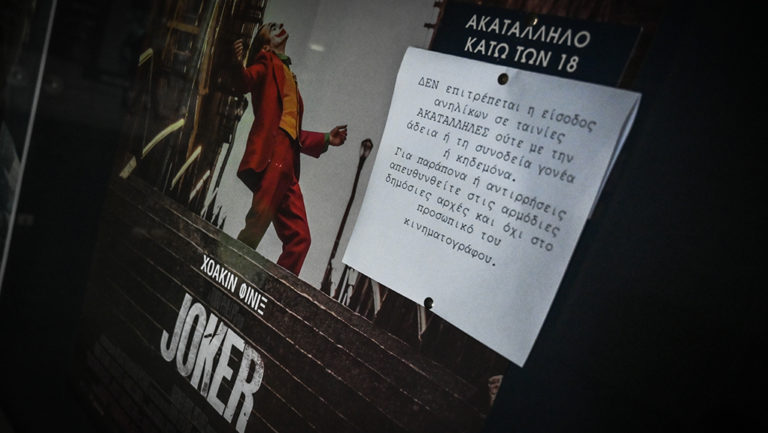 ΑΚΑΤΑΛΛΗΛΟ
ΚΑΤΩ ΤΩΝ 18
ΔΕΝ επιτρέπεται η είσοδος
ανηλίκων σε ταινίες
ΑΚΑΤΑΛΛΗΛΕΣ ούτε με την
άδεια ή τη συνοδεία γονέα
ή κηδεμόνα.
Για παράπονα ή αντιρρήσεις
απευθυνθείτε στις αρμόδιες
δημόσιες αρχές και όχι στο
προσωπικό του
κινηματογράφου.
ΧΟΑΚΙΝ ΦΙΝΙΞ
JOKER